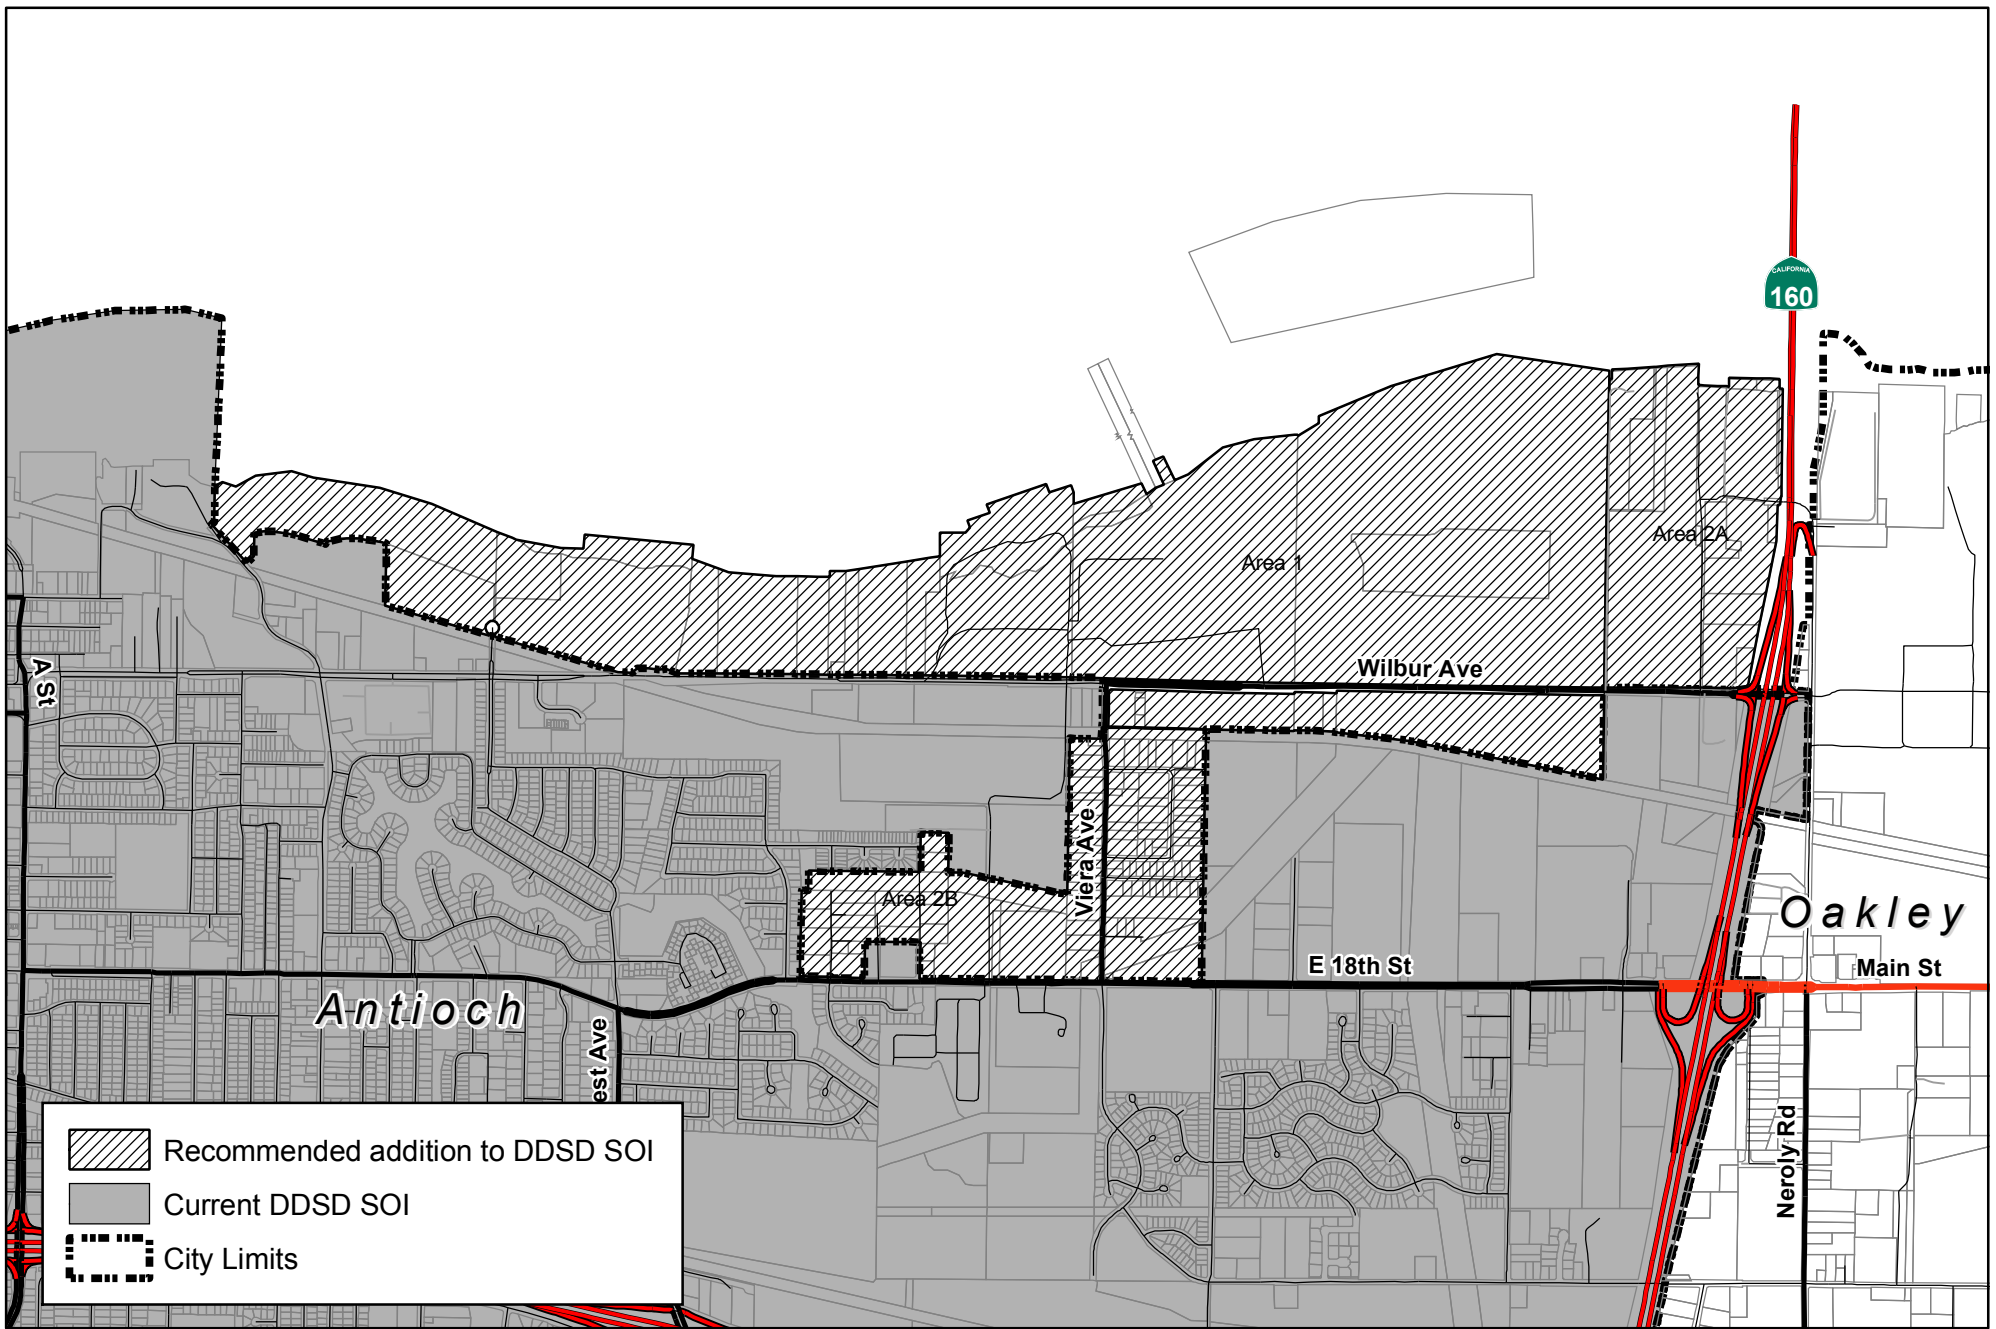 CALIFORNIA
160
Area 2A
Area 1
Wilbur Ave
A St
Viera Ave
Area 2B
Oakley
E 18th St
Main St
Antioch
est Ave
Neroly Rd
Recommended addition to DDSD SOI
Current DDSD SOI
City Limits